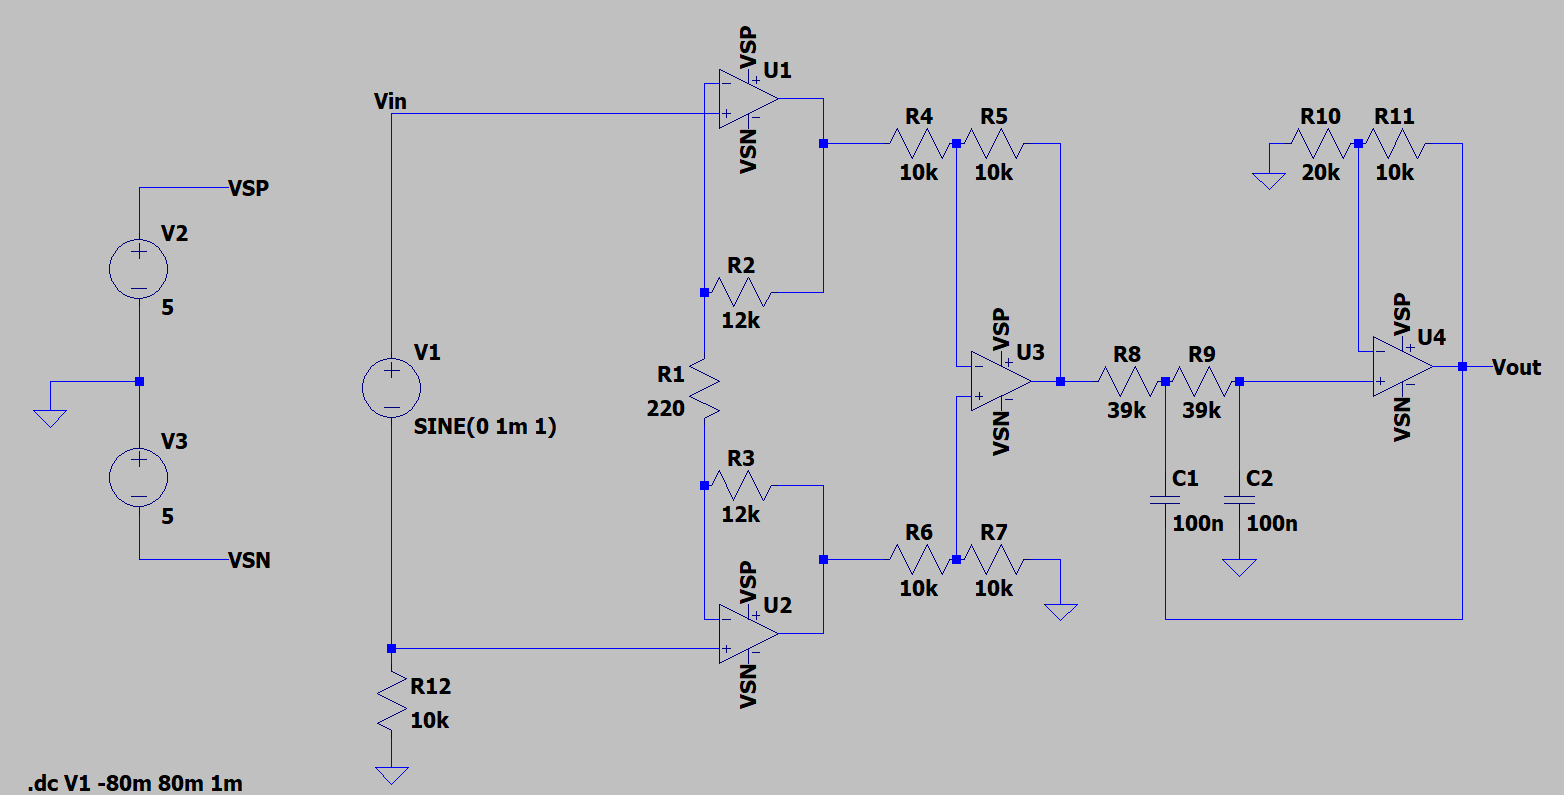 VSP
V2
5
V3
5
VSN
Vin
V1
SINE(0 1m 1)
R12
10k
VSP
U1
VSN
R2
12k
R1
220
R3
12k
VSP
U2
VSN
R4
10k
R5
10k
R6
10k
R7
10k
VSP
U3
VSN
R8
39k
R9
39k
C1
100n
C2
100n
R10
20k
R11
10k
VSP
U4
VSN
Vout
.dc V1 -80m 80m 1m